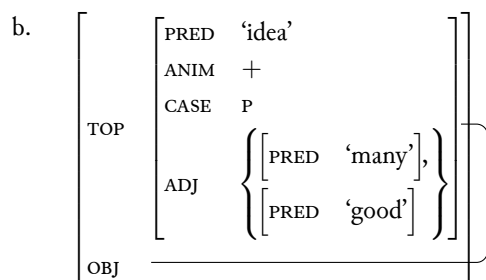 b.
PRED ‘idea’
ANIM +
CASE P
TOP
[PRED ‘many’],
ADJ
[PRED ‘good’]
OBJ